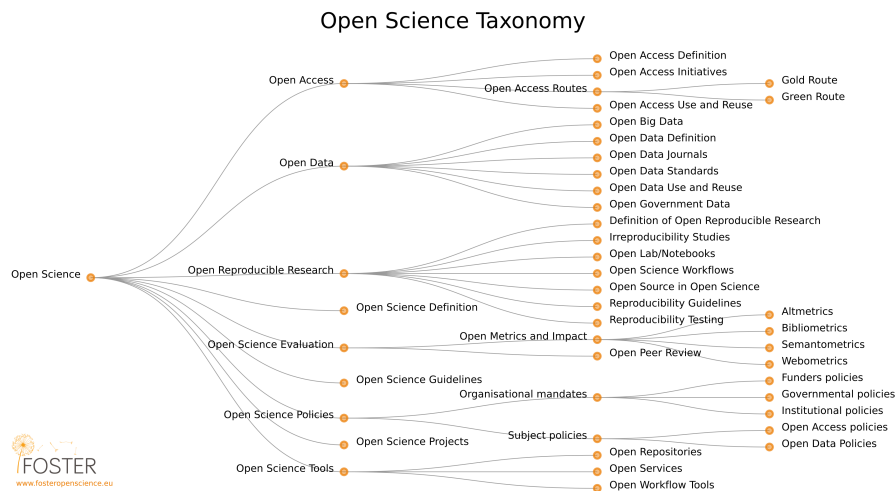 Open Science Taxonomy
Open Science
Open Access
Open Access Definition
Open Access Initiatives
Open Access Routes
Gold Route
Green Route
Open Access Use and Reuse
Open Data
Open Big Data
Open Data Definition
Open Data Journals
Open Data Standards
Open Data Use and Reuse
Open Government Data
Open Reproducible Research
Definition of Open Reproducible Research
Irreproducibility Studies
Open Lab/Notebooks
Open Science Workflows
Open Source in Open Science
Reproducibility Guidelines
Reproducibility Testing
Open Science Definition
Open Science Evaluation
Open Metrics and Impact
Altmetrics
Bibliometrics
Semantometrics
Webometrics
Open Peer Review
Open Science Guidelines
Open Science Policies
Organisational mandates
Funders policies
Governmental policies
Institutional policies
Subject policies
Open Access policies
Open Data Policies
Open Science Projects
Open Science Tools
Open Repositories
Open Services
Open Workflow Tools
FOSTER
www.fosteropenscience.eu